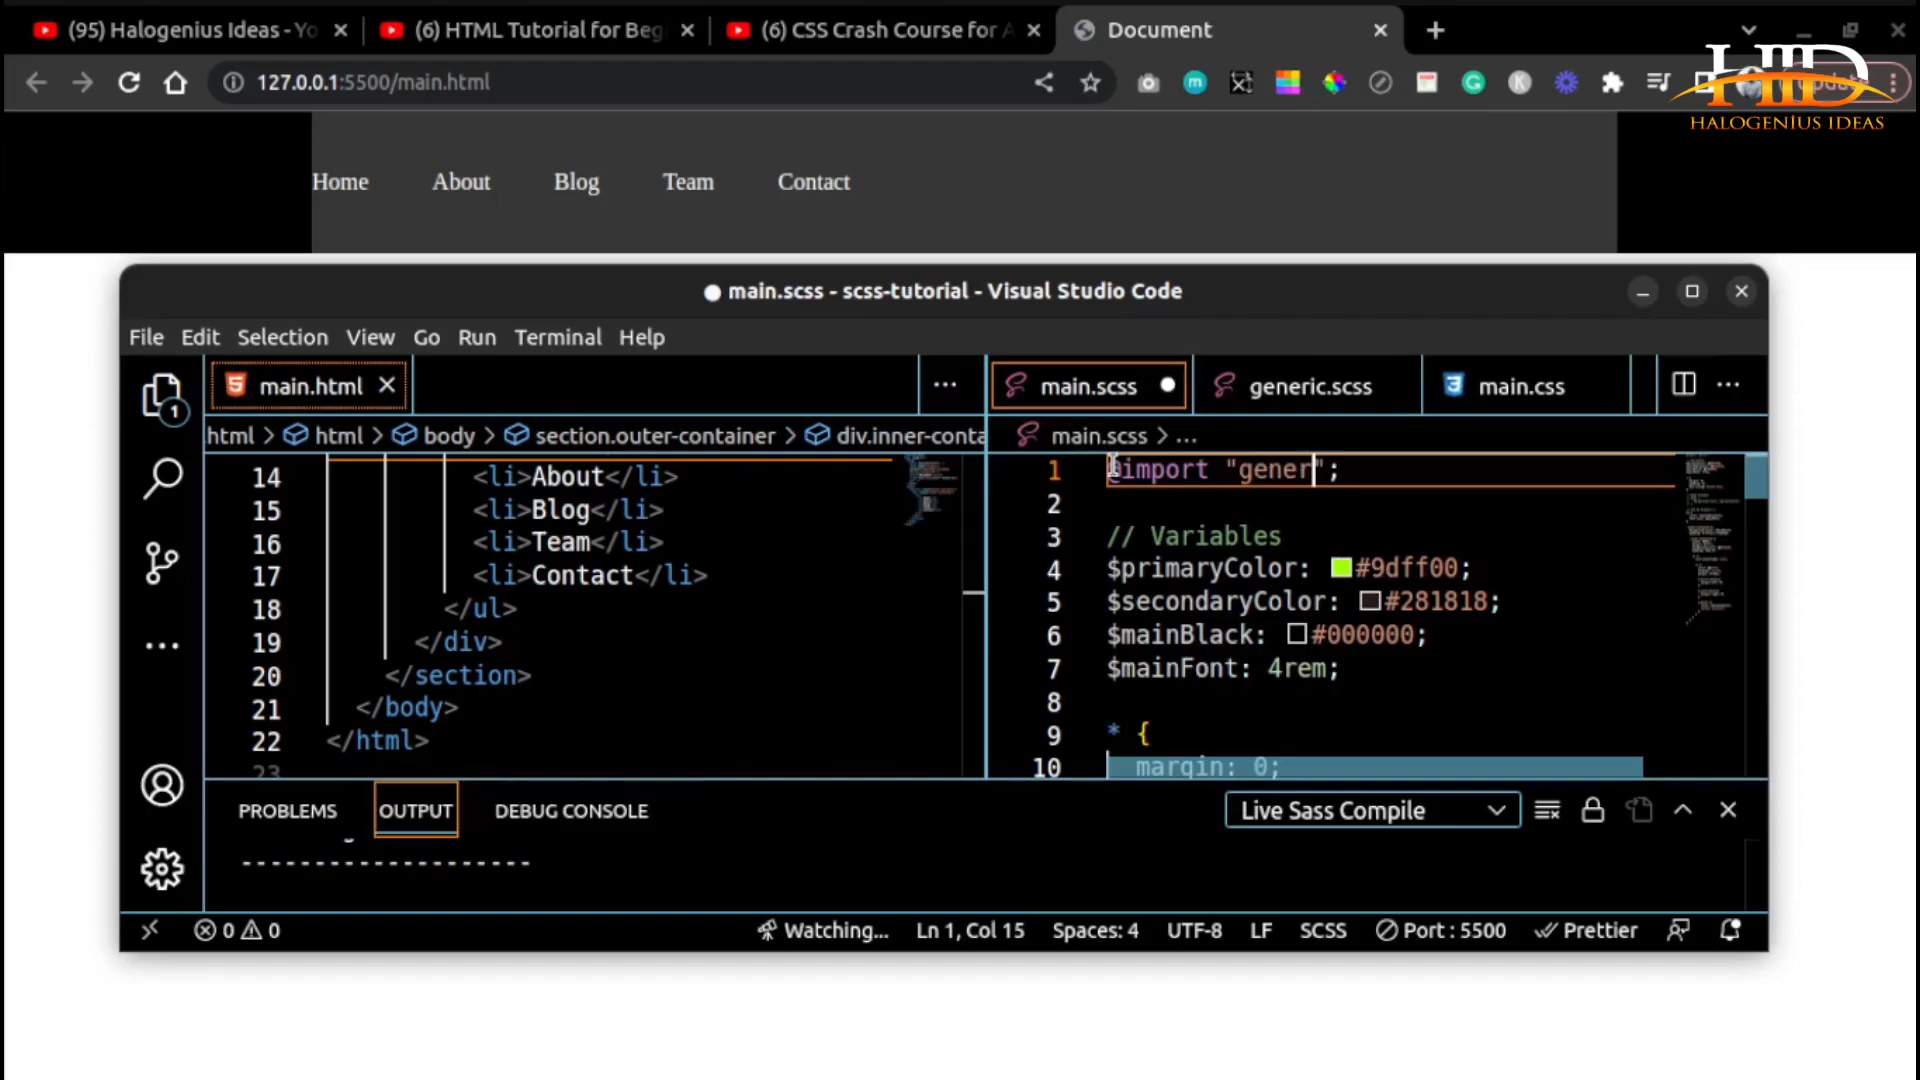 (95) Halogenius Ideas - Yo
(6) HTML Tutorial for Beg
(6) CSS Crash Course for A
Document
127.0.0.1:5500/main.html
HID
HALOGENİUS IDEAS
Home About Blog Team Contact
main.scss - scss-tutorial - Visual Studio Code
File Edit Selection View Go Run Terminal Help
main.html
main.scss
generic.scss
main.css
html > html > body > section.outer-container > div.inner-conta
main.scss > ...
14 <li>About</li>
15 <li>Blog</li>
16 <li>Team</li>
17 <li>Contact</li>
18 </ul>
19 </div>
20 </section>
21 </body>
22 </html>
23
1 @import "gener";
2
3 // Variables
4 $primaryColor: #9dff00;
5 $secondaryColor: #281818;
6 $mainBlack: #000000;
7 $mainFont: 4rem;
8
9 * {
10 margin: 0;
PROBLEMS OUTPUT DEBUG CONSOLE
Live Sass Compile
--------------------
0 0
Watching... Ln 1, Col 15 Spaces: 4 UTF-8 LF SCSS Port : 5500 Prettier